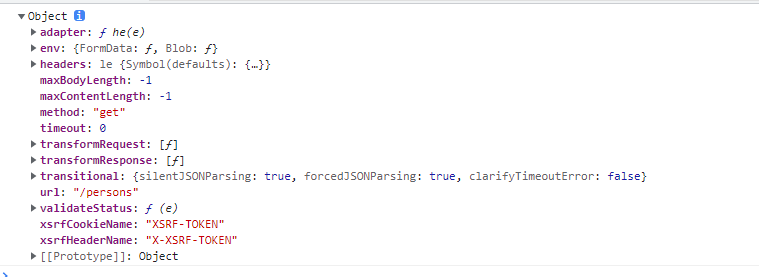 Object i
adapter: ƒ he(e)
env: {FormData: ƒ, Blob: ƒ}
headers: le {Symbol(defaults): {…}}
maxBodyLength: -1
maxContentLength: -1
method: "get"
timeout: 0
transformRequest: [ƒ]
transformResponse: [ƒ]
transitional: {silentJSONParsing: true, forcedJSONParsing: true, clarifyTimeoutError: false}
url: "/persons"
validateStatus: ƒ (e)
xsrfCookieName: "XSRF-TOKEN"
xsrfHeaderName: "X-XSRF-TOKEN"
[[Prototype]]: Object